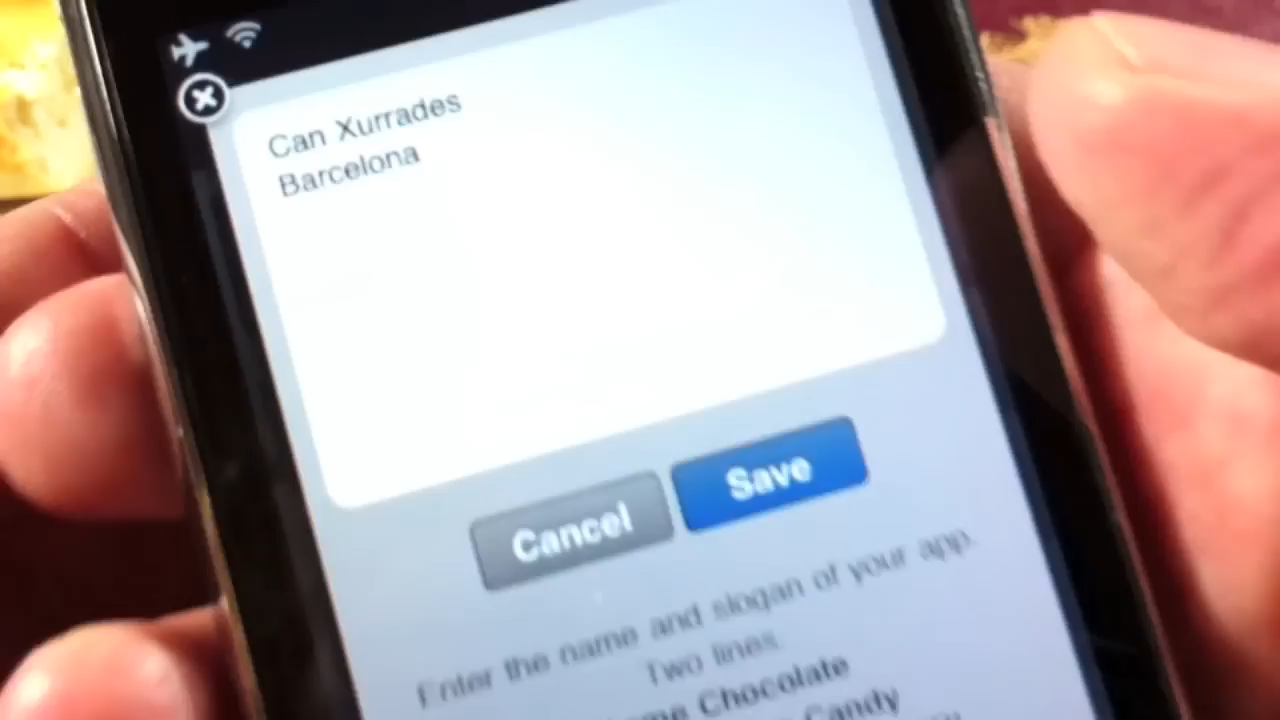 Can Xurrades
Barcelona
Cancel
Save
Enter the name and slogan of your app.
Two lines
Chocolate
Candy